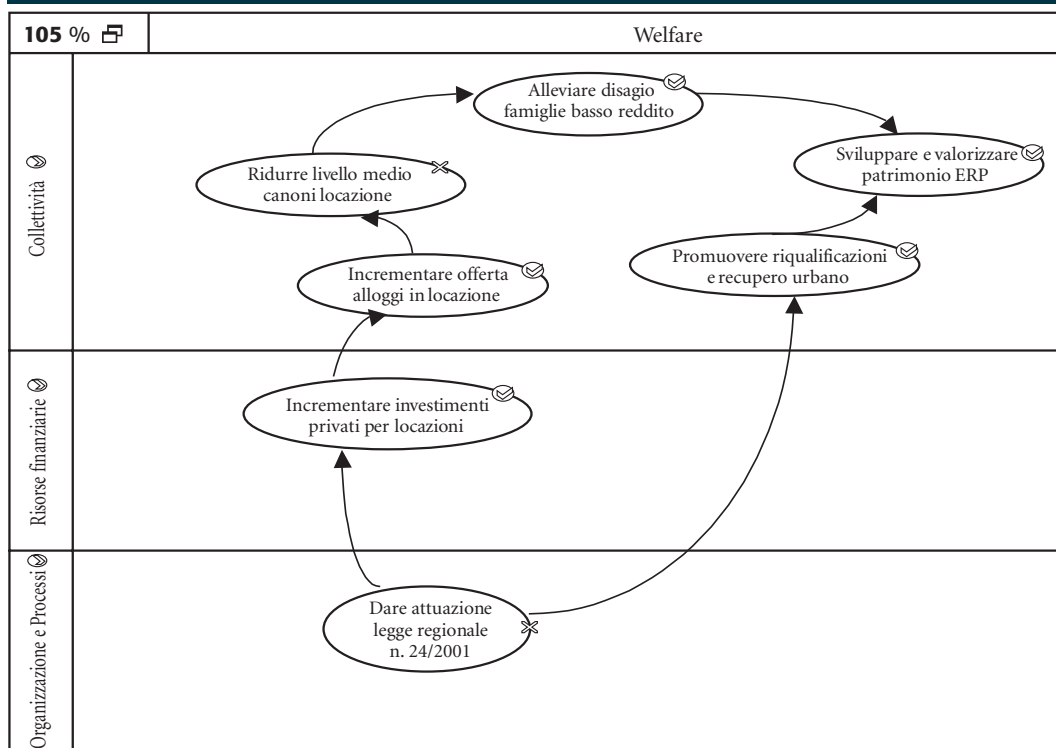 105 %
Welfare
Collettività
Alleviare disagio
famiglie basso reddito
Sviluppare e valorizzare
patrimonio ERP
Ridurre livello medio
canoni locazione
Promuovere riqualificazioni
e recupero urbano
Incrementare offerta
alloggi in locazione
Risorse finanziarie
Incrementare investimenti
privati per locazioni
Organizzazione e Processi
Dare attuazione
legge regionale
n. 24/2001